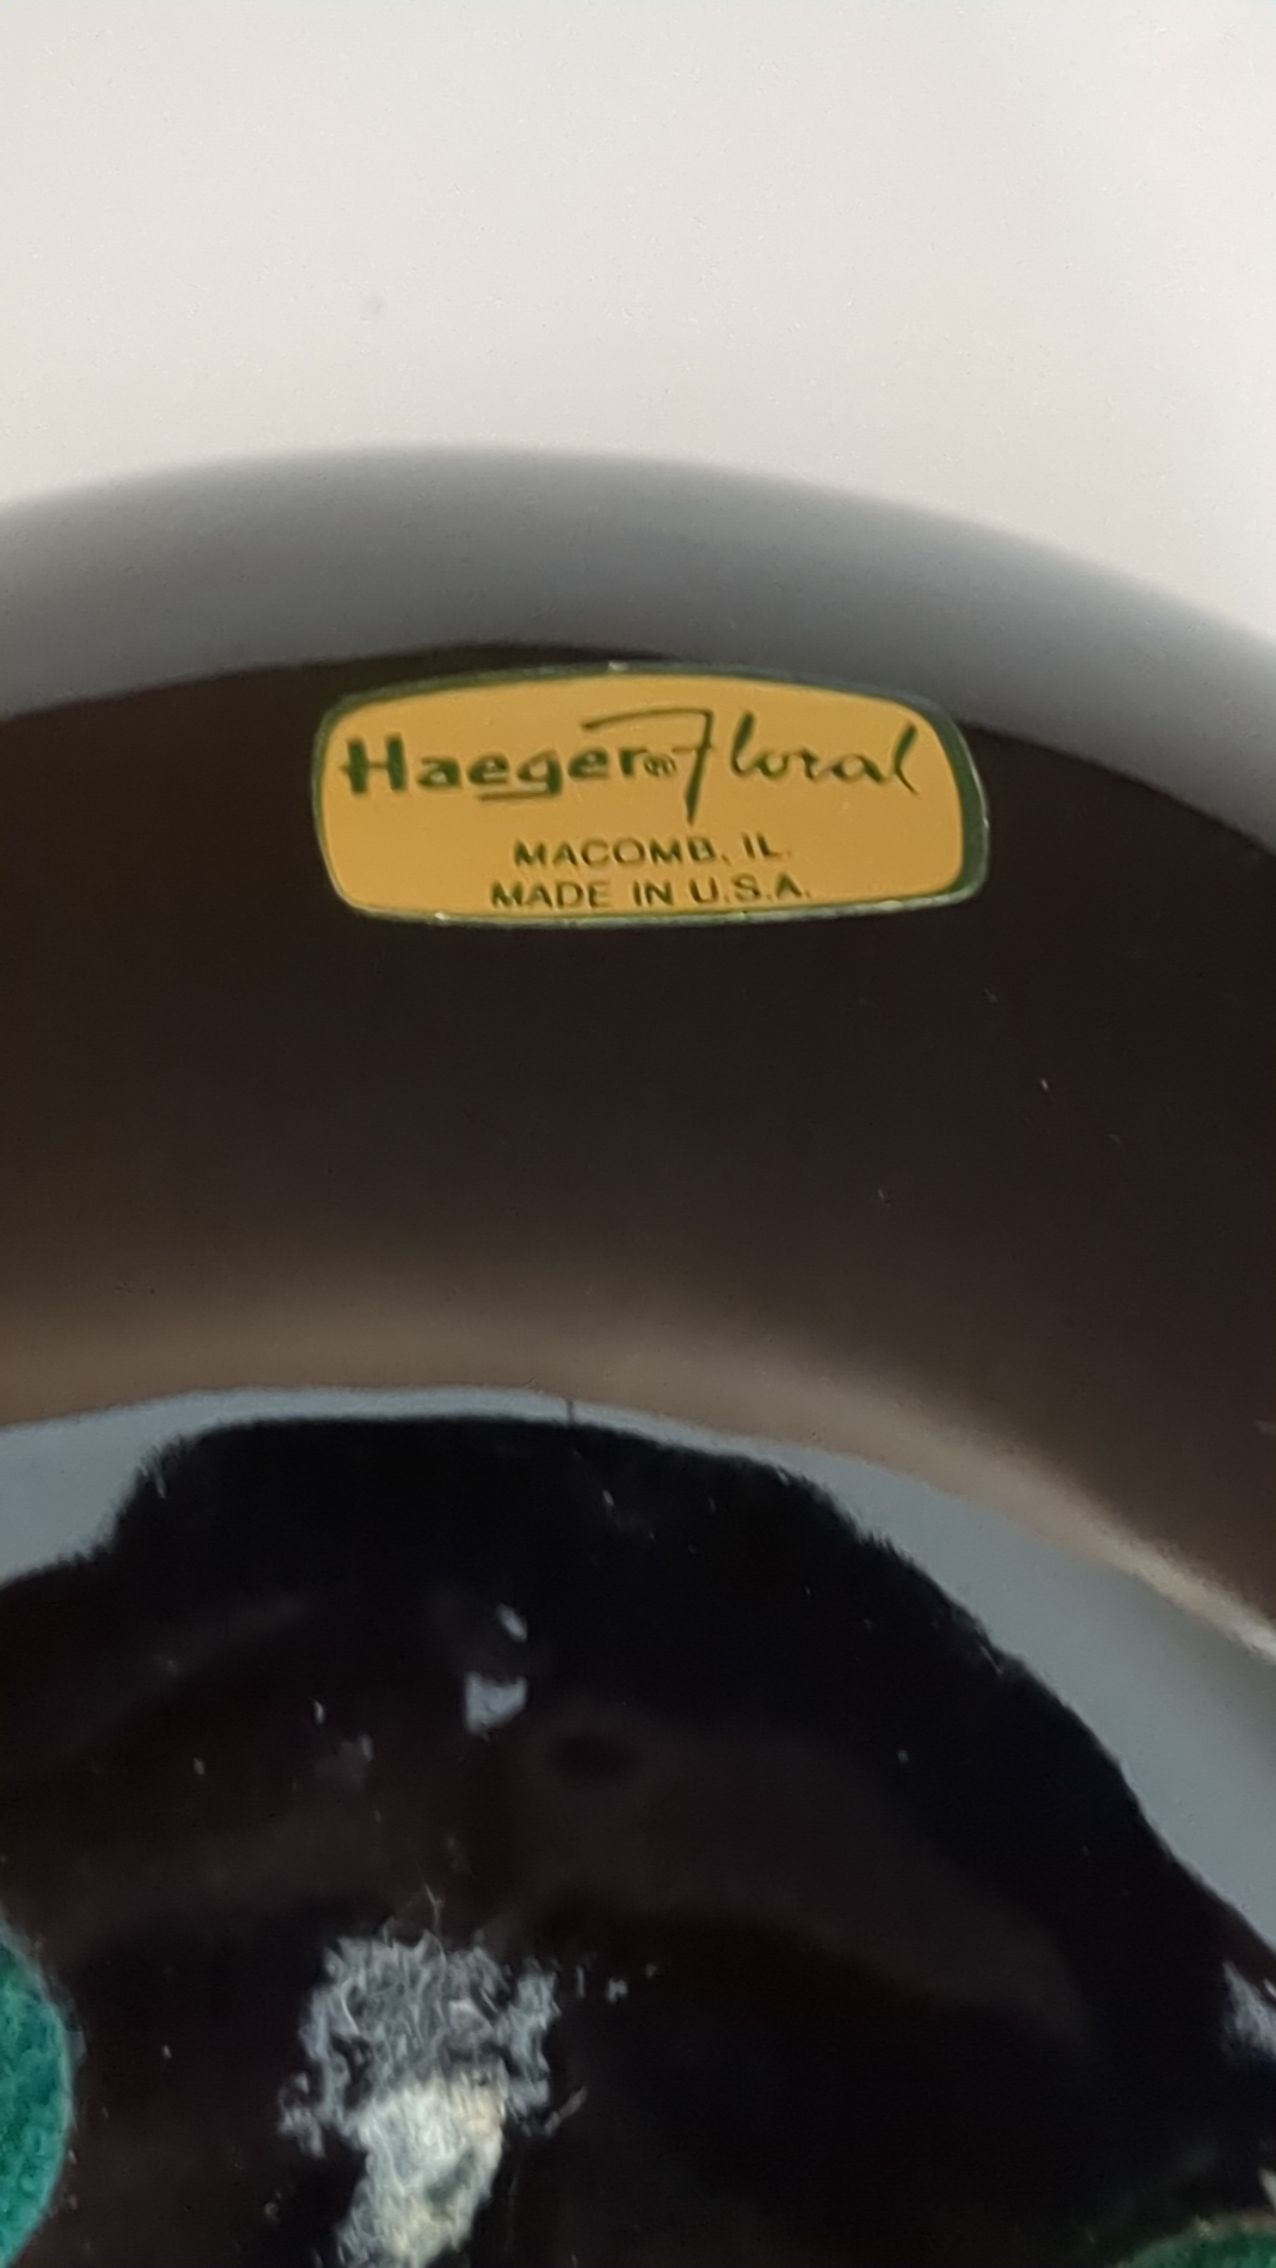 Haeger® Floral
MACOMB, IL.
MADE IN U.S.A.